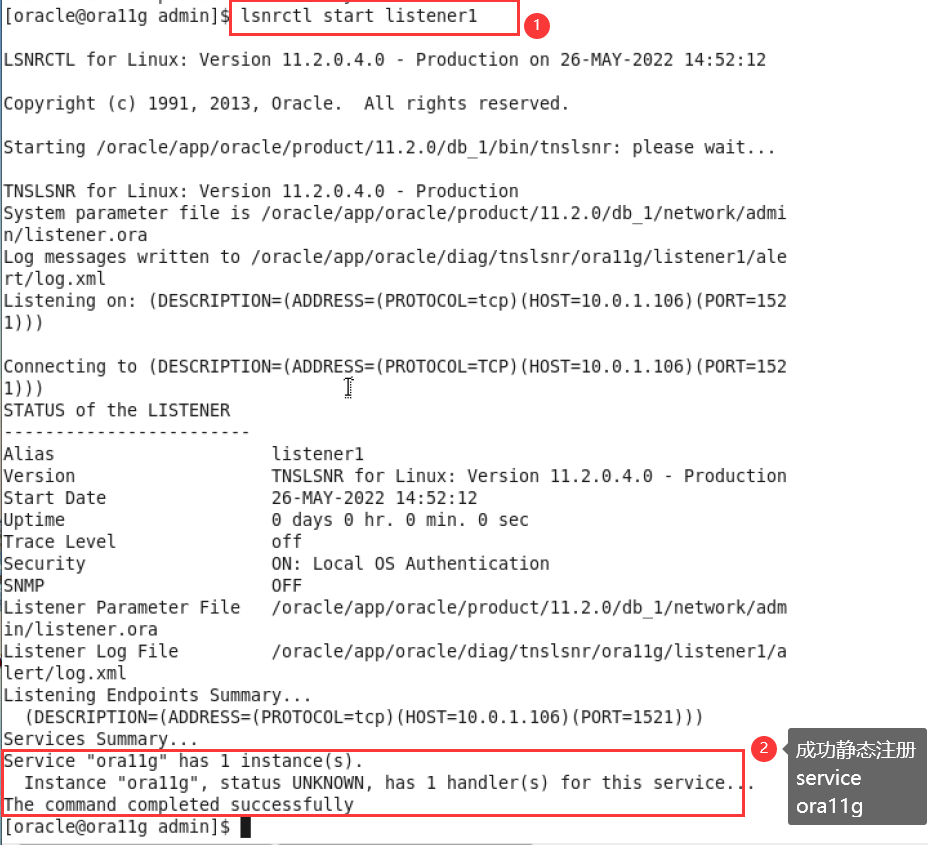 [oracle@ora11g admin]$ lsnrctl start listener1
1
LSNRCTL for Linux: Version 11.2.0.4.0 - Production on 26-MAY-2022 14:52:12
Copyright (c) 1991, 2013, Oracle.  All rights reserved.
Starting /oracle/app/oracle/product/11.2.0/db_1/bin/tnslsnr: please wait...
TNSLSNR for Linux: Version 11.2.0.4.0 - Production
System parameter file is /oracle/app/oracle/product/11.2.0/db_1/network/admi
n/listener.ora
Log messages written to /oracle/app/oracle/diag/tnslsnr/ora11g/listener1/ale
rt/log.xml
Listening on: (DESCRIPTION=(ADDRESS=(PROTOCOL=tcp)(HOST=10.0.1.106)(PORT=152
1)))
Connecting to (DESCRIPTION=(ADDRESS=(PROTOCOL=TCP)(HOST=10.0.1.106)(PORT=152
1)))
STATUS of the LISTENER
------------------------
Alias                     listener1
Version                   TNSLSNR for Linux: Version 11.2.0.4.0 - Production
Start Date                26-MAY-2022 14:52:12
Uptime                    0 days 0 hr. 0 min. 0 sec
Trace Level               off
Security                  ON: Local OS Authentication
SNMP                      OFF
Listener Parameter File   /oracle/app/oracle/product/11.2.0/db_1/network/adm
in/listener.ora
Listener Log File         /oracle/app/oracle/diag/tnslsnr/ora11g/listener1/a
lert/log.xml
Listening Endpoints Summary...
  (DESCRIPTION=(ADDRESS=(PROTOCOL=tcp)(HOST=10.0.1.106)(PORT=1521)))
Services Summary...
Service "ora11g" has 1 instance(s).
  Instance "ora11g", status UNKNOWN, has 1 handler(s) for this service...
The command completed successfully
[oracle@ora11g admin]$
2
成功静态注册
service
ora11g